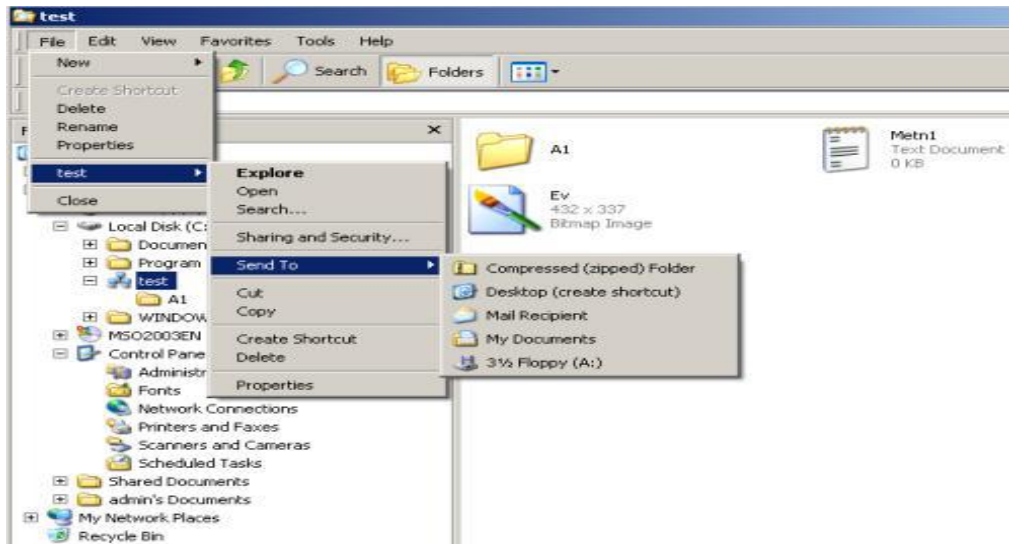 test
File Edit View Favorites Tools Help
Search Folders
New
Create Shortcut
Delete
Rename
Properties
test
Close
Explore
Open
Search...
Sharing and Security...
Send To
Cut
Copy
Create Shortcut
Delete
Properties
Compressed (zipped) Folder
Desktop (create shortcut)
Mail Recipient
My Documents
3½ Floppy (A:)
Local Disk (C:
Documen
Program
test
A1
WINDOW
MSO2003EN
Control Pane
Administr
Fonts
Network Connections
Printers and Faxes
Scanners and Cameras
Scheduled Tasks
Shared Documents
admin's Documents
My Network Places
Recycle Bin
A1
Metn1
Text Document
0 KB
Ev
432 x 337
Bitmap Image